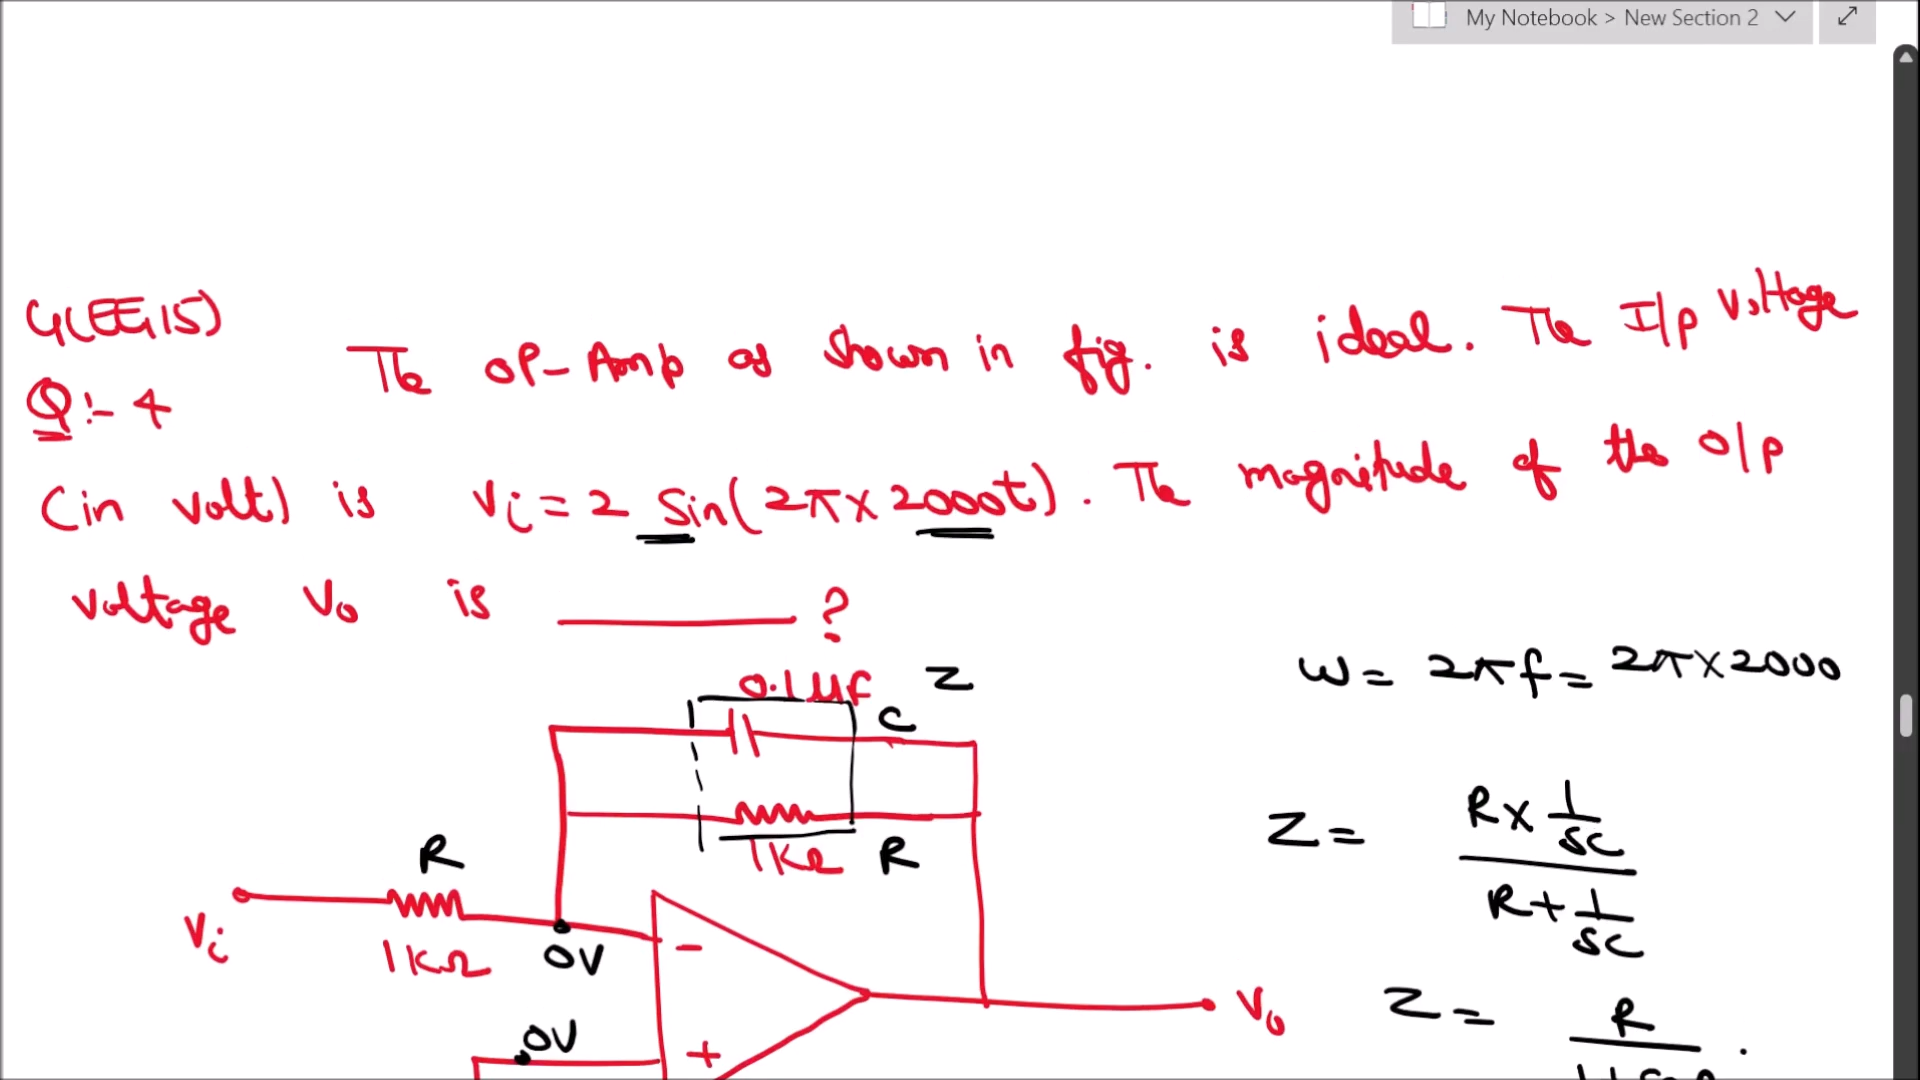 My Notebook > New Section 2
G(EE15)
Q:- 4 The OP-Amp as shown in fig. is ideal. The I/p Voltage
(in volt) is Vi = 2 Sin(2π×2000t). The magnitude of the o/p
voltage Vo is ________ ?
ω = 2πf = 2π×2000
0.1μF Z
C
1KΩ R
R
Vi
1KΩ
0V
-
0V
+
Vo
Z = R×1/SC
R+1/SC
Z = R